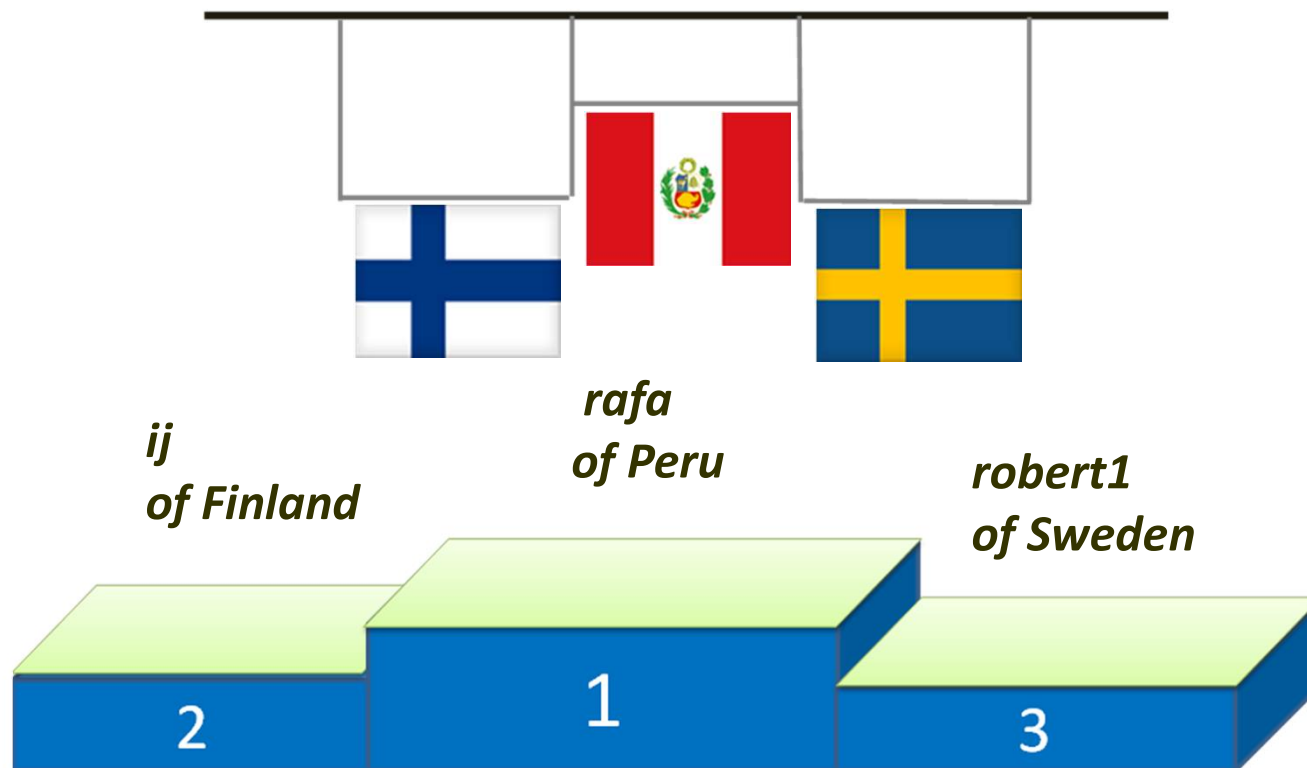 rafa
of Peru
ij
of Finland
robert1
of Sweden
1
2
3